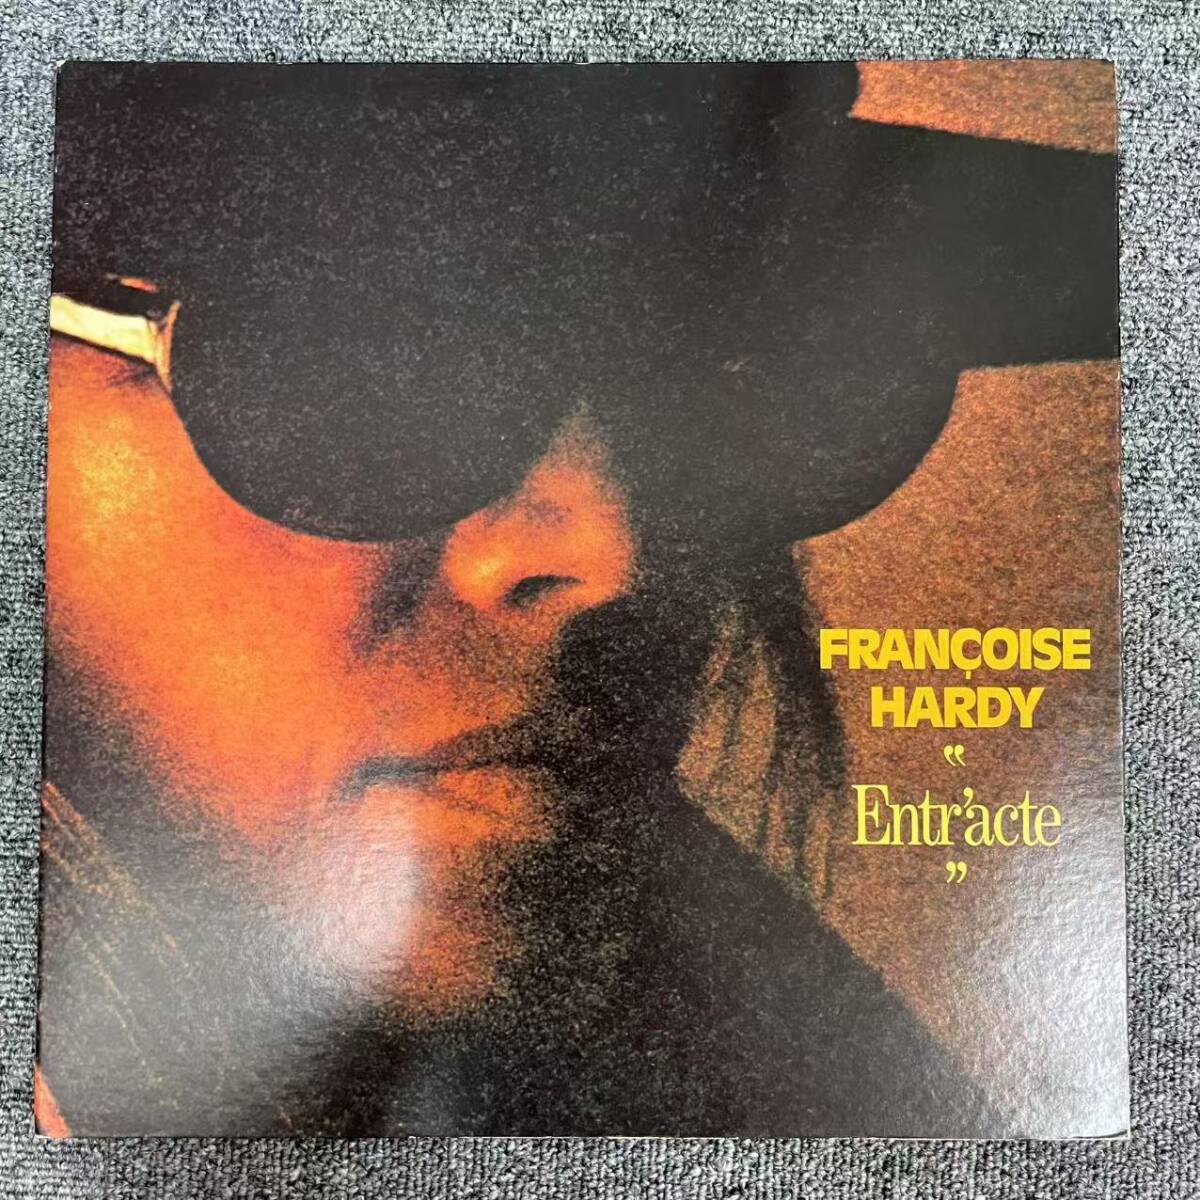 FRANÇOISE
HARDY
“
Entr'acte
”